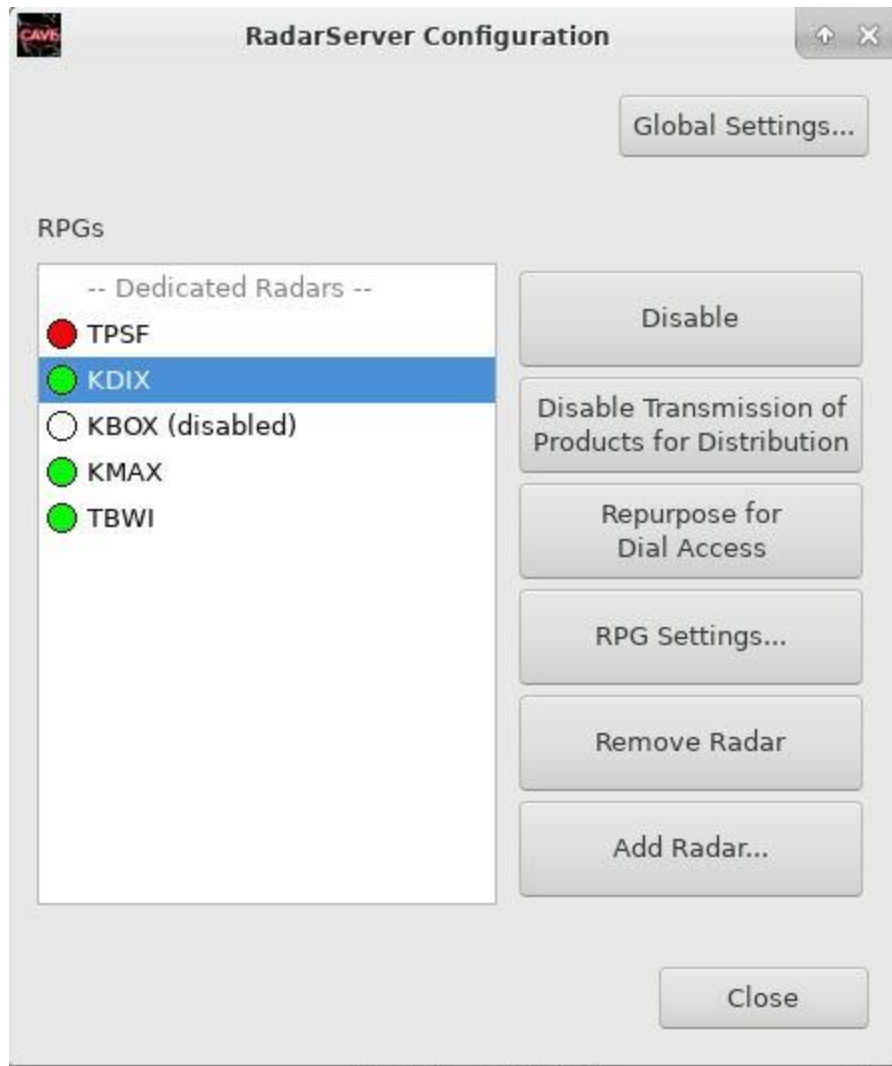 CAVE
RadarServer Configuration
Global Settings...
RPGs
-- Dedicated Radars --
TPSF
KDIX
KBOX (disabled)
KMAX
TBWI
Disable
Disable Transmission of
Products for Distribution
Repurpose for
Dial Access
RPG Settings...
Remove Radar
Add Radar...
Close